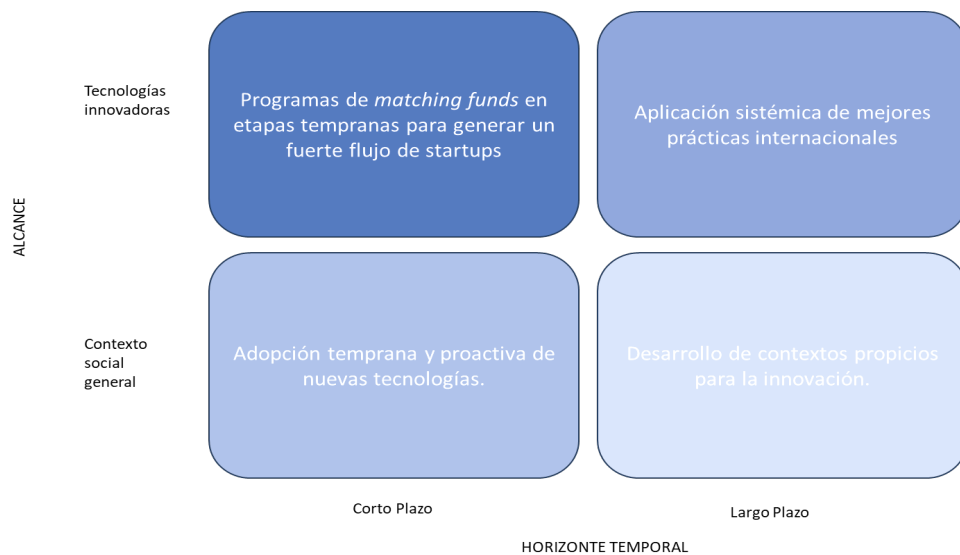 Tecnologías
innovadoras
Programas de matching funds en
etapas tempranas para generar un
fuerte flujo de startups
Aplicación sistémica de mejores
prácticas internacionales
ALCANCE
Contexto
social
general
Adopción temprana y proactiva de
nuevas tecnologías.
Desarrollo de contextos propicios
para la innovación.
Corto Plazo
Largo Plazo
HORIZONTE TEMPORAL